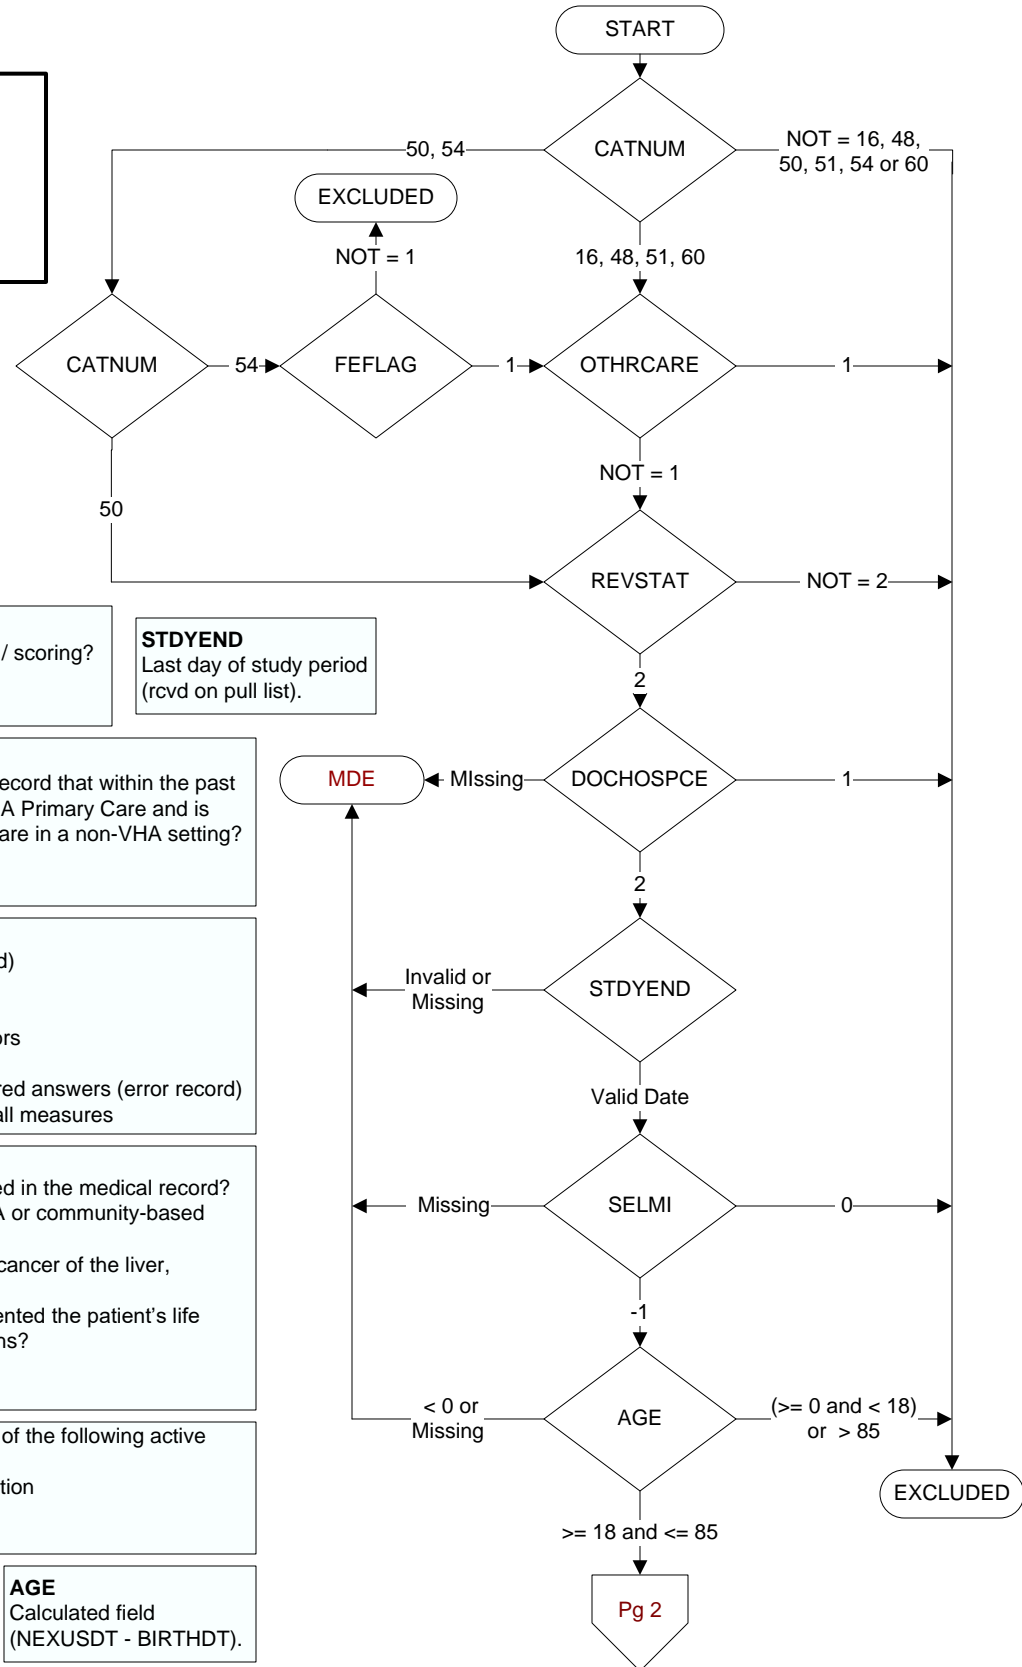 START
CATNUM
50, 54
NOT = 16, 48,
50, 51, 54 or 60
EXCLUDED
NOT = 1
16, 48, 51, 60
CATNUM
54
FEFLAG
1
OTHRCARE
1
NOT = 1
50
REVSTAT
NOT = 2
/ scoring?
STDYEND
Last day of study period
(rcvd on pull list).
2
ecord that within the past
A Primary Care and is
are in a non-VHA setting?
MDE
MIssing
DOCHOSPCE
1
2
d)
ors
red answers (error record)
all measures
Invalid or
Missing
STDYEND
Valid Date
ed in the medical record?
A or community-based
cancer of the liver,
ented the patient's life
ns?
Missing
SELMI
0
-1
< 0 or
Missing
AGE
(>= 0 and < 18)
or > 85
of the following active
tion
EXCLUDED
>= 18 and <= 85
AGE
Calculated field
(NEXUSDT - BIRTHDT).
Pg 2